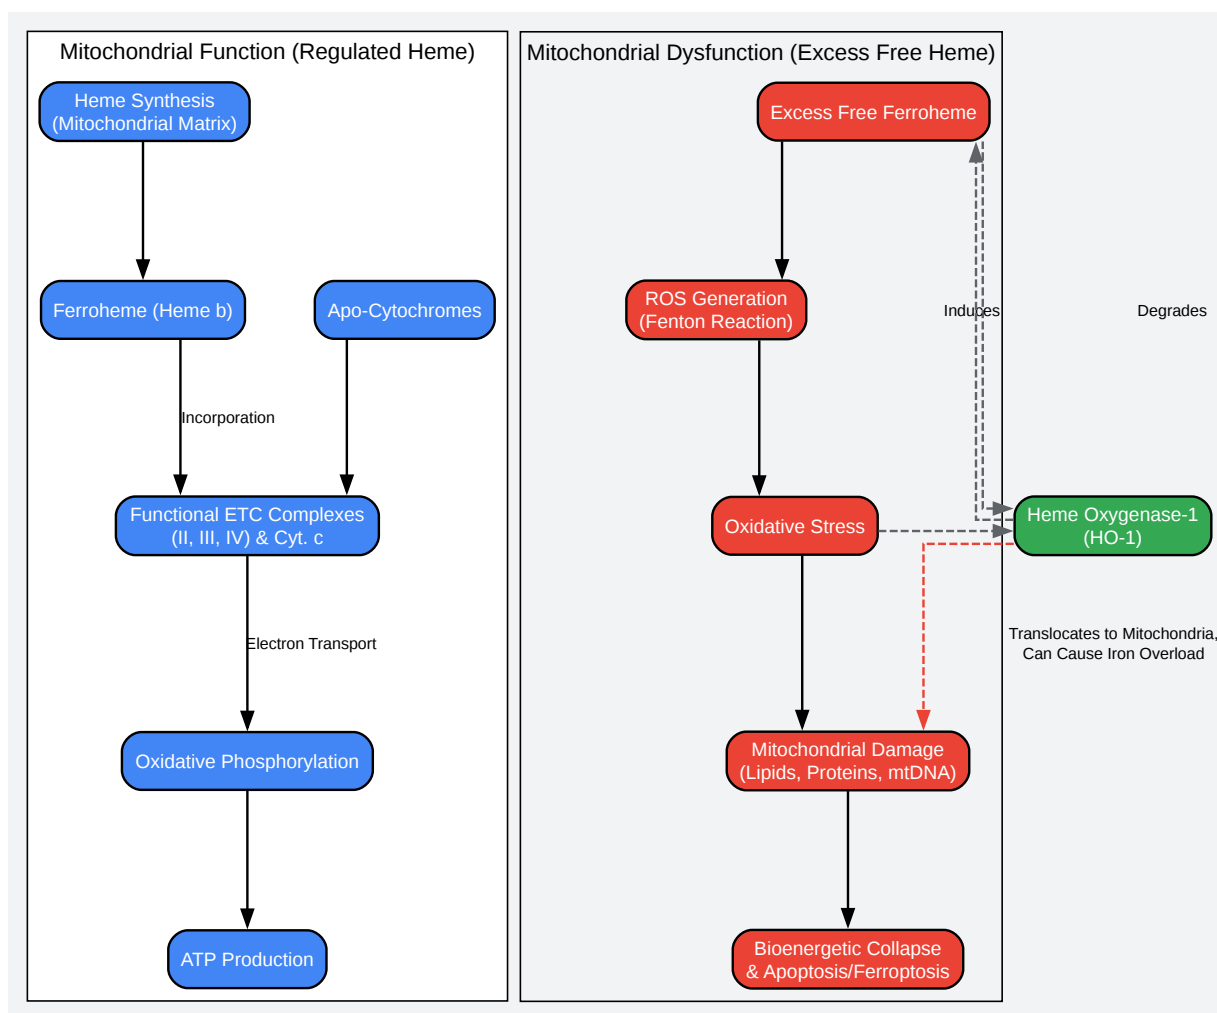 Mitochondrial Function (Regulated Heme)
Heme Synthesis
(Mitochondrial Matrix)
Ferroheme (Heme b)
Apo-Cytochromes
Incorporation
Functional ETC Complexes
(II, III, IV) & Cyt. c
Electron Transport
Oxidative Phosphorylation
ATP Production
Mitochondrial Dysfunction (Excess Free Heme)
Excess Free Ferroheme
ROS Generation
(Fenton Reaction)
Induces
Degrades
Oxidative Stress
Heme Oxygenase-1
(HO-1)
Translocates to Mitochondria,
Can Cause Iron Overload
Mitochondrial Damage
(Lipids, Proteins, mtDNA)
Bioenergetic Collapse
& Apoptosis/Ferroptosis